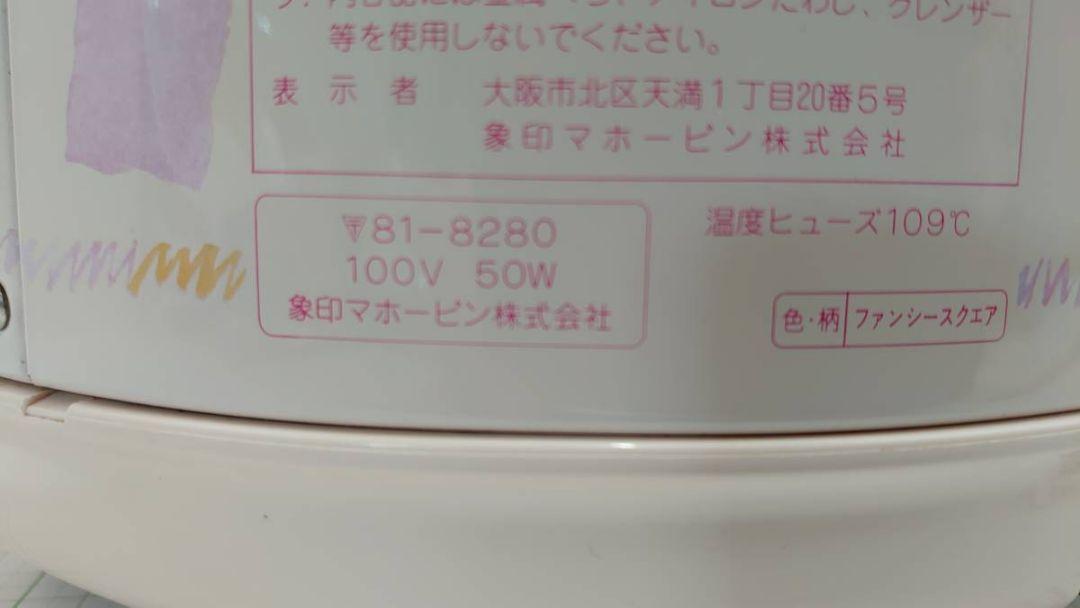 等を使用しないでください。
表示者 大阪市北区天満1丁目20番5号
象印マホービン株式会社
〒81-8280
100V 50W
象印マホービン株式会社
温度ヒューズ109℃
色・柄 ファンシースクエア